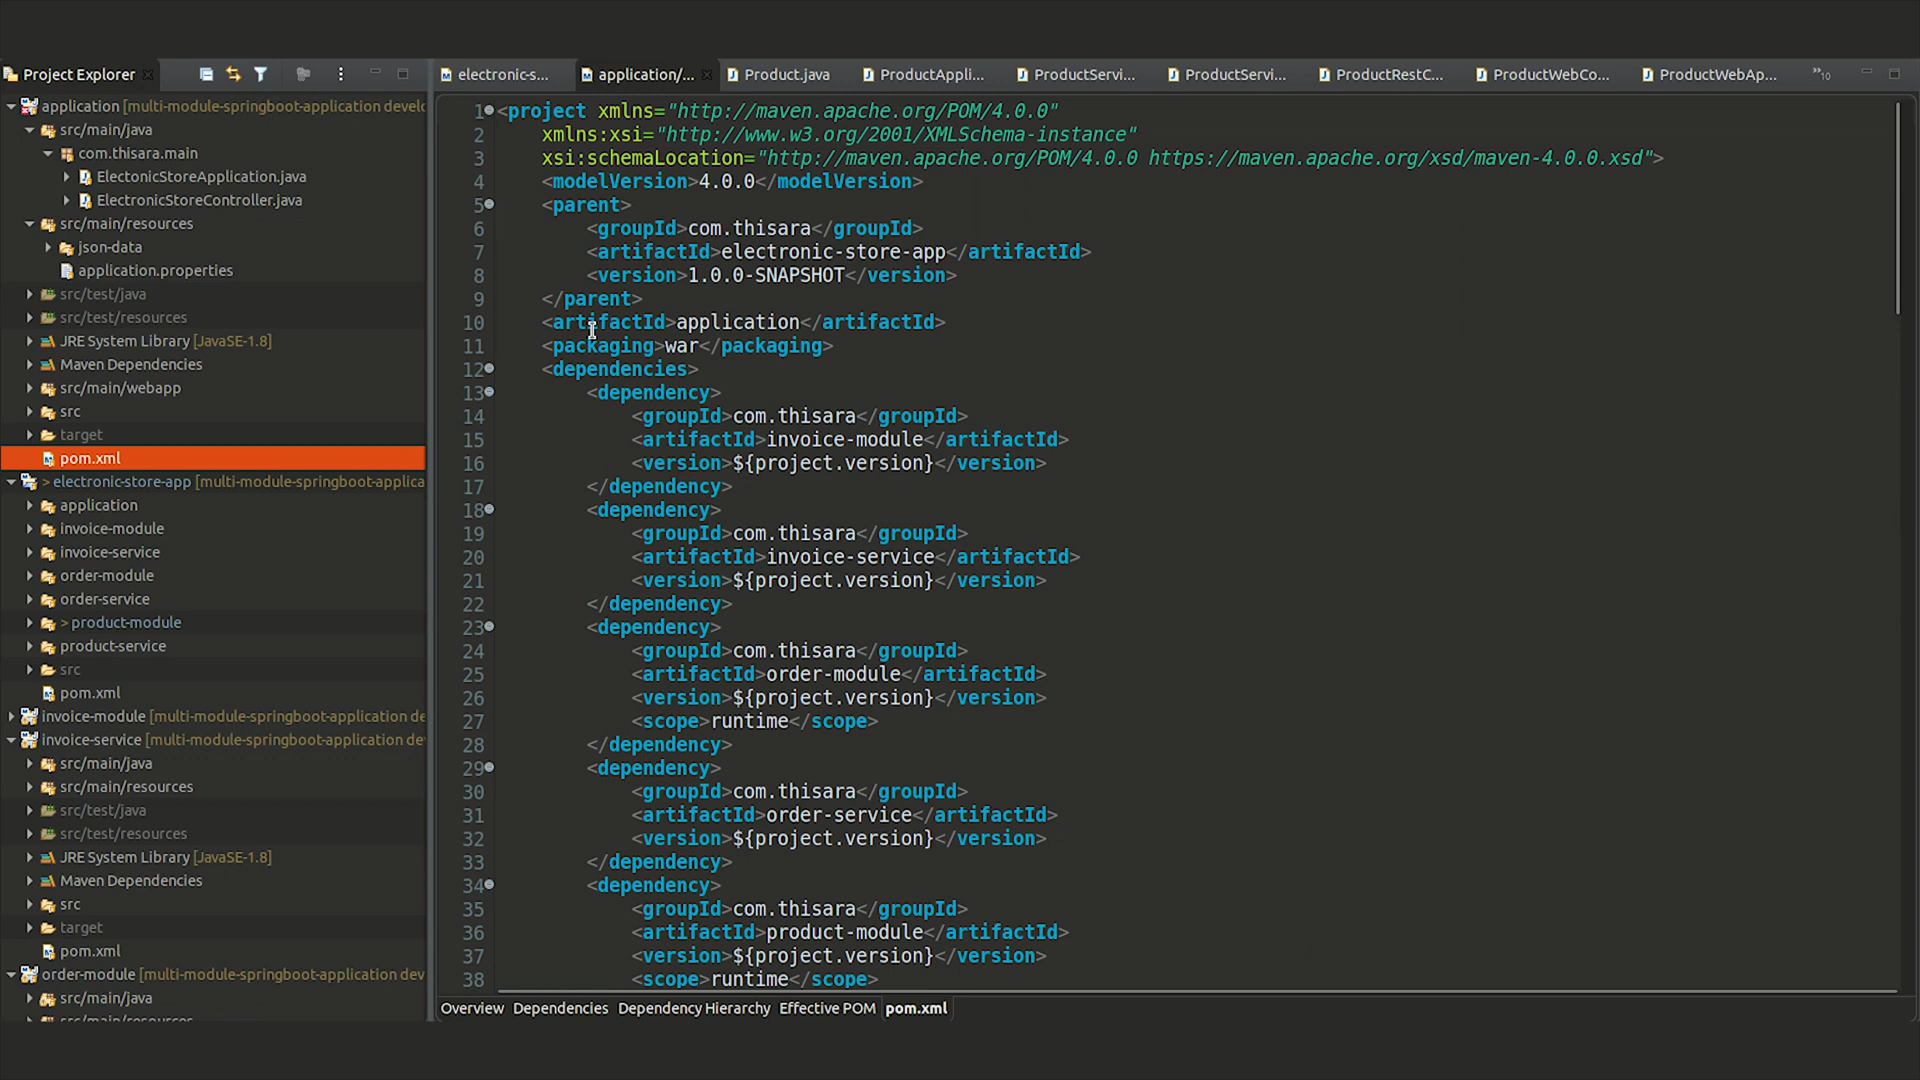 Project Explorer
application [multi-module-springboot-application develo
src/main/java
com.thisara.main
ElectonicStoreApplication.java
ElectronicStoreController.java
src/main/resources
json-data
application.properties
src/test/java
src/test/resources
JRE System Library [JavaSE-1.8]
Maven Dependencies
src/main/webapp
src
target
pom.xml
> electronic-store-app [multi-module-springboot-applica
application
invoice-module
invoice-service
order-module
order-service
> product-module
product-service
src
pom.xml
invoice-module [multi-module-springboot-application de
invoice-service [multi-module-springboot-application de
src/main/java
src/main/resources
src/test/java
src/test/resources
JRE System Library [JavaSE-1.8]
Maven Dependencies
src
target
pom.xml
order-module [multi-module-springboot-application dev
src/main/java
src/main/resources
electronic-s... application/... Product.java ProductAppli... ProductServi... ProductServi... ProductRestC... ProductWebCo... ProductWebAp... »10
1 <project xmlns="http://maven.apache.org/POM/4.0.0"
2 xmlns:xsi="http://www.w3.org/2001/XMLSchema-instance"
3 xsi:schemaLocation="http://maven.apache.org/POM/4.0.0 https://maven.apache.org/xsd/maven-4.0.0.xsd">
4 <modelVersion>4.0.0</modelVersion>
5 <parent>
6 <groupId>com.thisara</groupId>
7 <artifactId>electronic-store-app</artifactId>
8 <version>1.0.0-SNAPSHOT</version>
9 </parent>
10 <artifactId>application</artifactId>
11 <packaging>war</packaging>
12 <dependencies>
13 <dependency>
14 <groupId>com.thisara</groupId>
15 <artifactId>invoice-module</artifactId>
16 <version>${project.version}</version>
17 </dependency>
18 <dependency>
19 <groupId>com.thisara</groupId>
20 <artifactId>invoice-service</artifactId>
21 <version>${project.version}</version>
22 </dependency>
23 <dependency>
24 <groupId>com.thisara</groupId>
25 <artifactId>order-module</artifactId>
26 <version>${project.version}</version>
27 <scope>runtime</scope>
28 </dependency>
29 <dependency>
30 <groupId>com.thisara</groupId>
31 <artifactId>order-service</artifactId>
32 <version>${project.version}</version>
33 </dependency>
34 <dependency>
35 <groupId>com.thisara</groupId>
36 <artifactId>product-module</artifactId>
37 <version>${project.version}</version>
38 <scope>runtime</scope>
Overview Dependencies Dependency Hierarchy Effective POM pom.xml